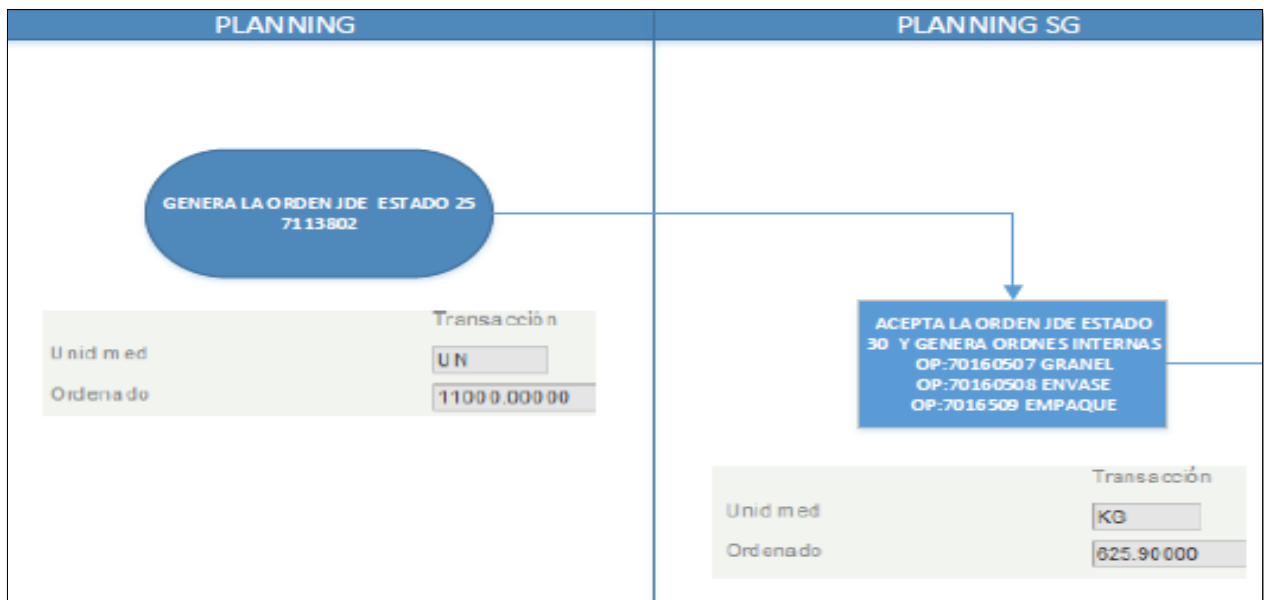 PLANNING
PLANNING SG
GENERA LA ORDEN JDE ESTADO 25
7113802
Transacción
Unid med
UN
Ordenado
11000.00000
ACEPTA LA ORDEN JDE ESTADO
30 Y GENERA ORDNES INTERNAS
OP:70160507 GRANEL
OP:70160508 ENVASE
OP:7016509 EMPAQUE
Transacción
Unid med
KG
Ordenado
625.90000